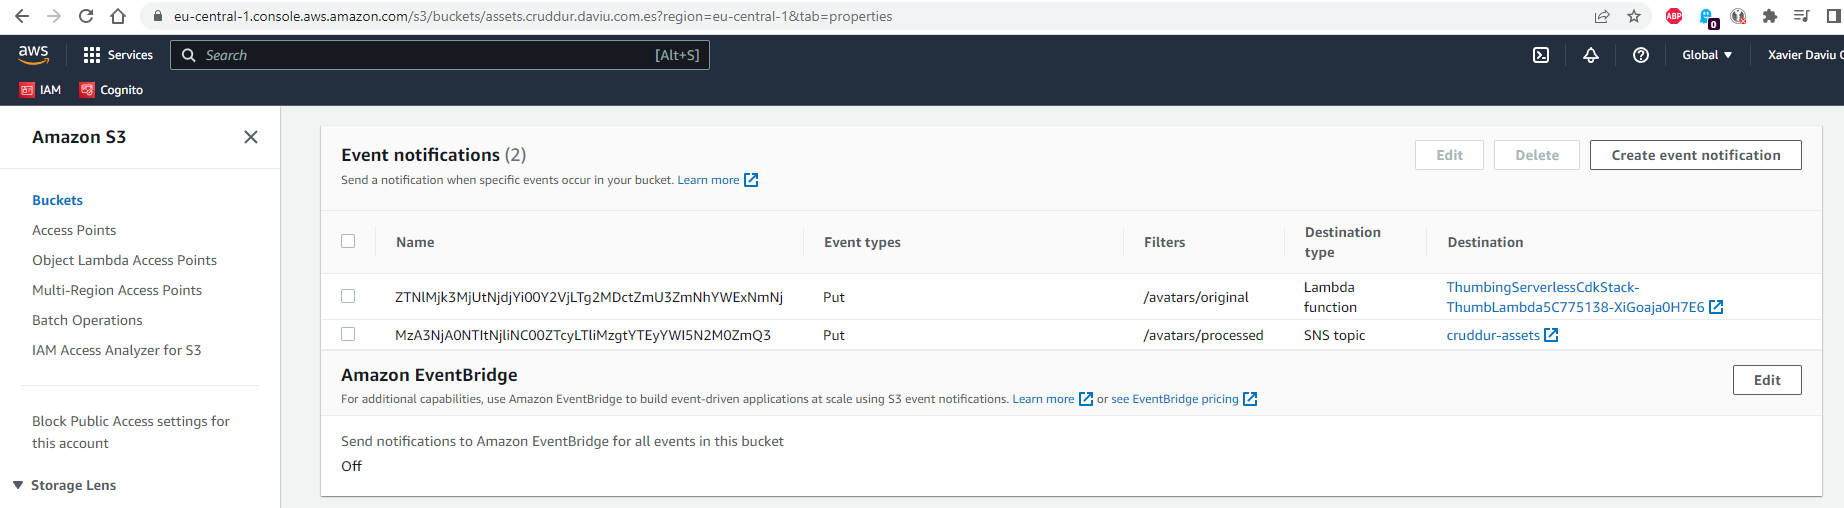 eu-central-1.console.aws.amazon.com/s3/buckets/assets.cruddur.daviu.com.es?region=eu-central-1&tab=properties
ABP
0
aws
Services
Search
[Alt+S]
Global
Xavier Daviu
IAM
Cognito
Amazon S3
Buckets
Access Points
Object Lambda Access Points
Multi-Region Access Points
Batch Operations
IAM Access Analyzer for S3
Block Public Access settings for
this account
Storage Lens
Event notifications (2)
Send a notification when specific events occur in your bucket. Learn more
Edit
Delete
Create event notification
Name
Event types
Filters
Destination
type
Destination
ZTNlMjk3MjUtNjdjYi00Y2VjLTg2MDctZmU3ZmNhYWExNmNj
Put
/avatars/original
Lambda
function
ThumbingServerlessCdkStack-
ThumbLambda5C775138-XiGoaja0H7E6
MzA3NjA0NTItNjliNC00ZTcyLTliMzgtYTEyYWI5N2M0ZmQ3
Put
/avatars/processed
SNS topic
cruddur-assets
Amazon EventBridge
For additional capabilities, use Amazon EventBridge to build event-driven applications at scale using S3 event notifications. Learn more or see EventBridge pricing
Edit
Send notifications to Amazon EventBridge for all events in this bucket
Off